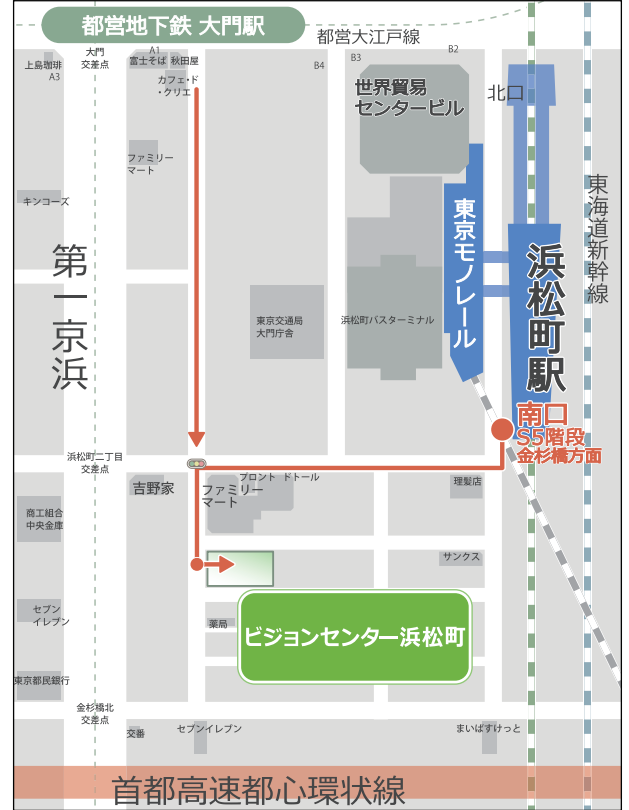 都営地下鉄 大門駅
都営大江戸線
大門
交差点
上島珈琲
A3
A1
富士そば
秋田屋
カフェ・ド
・クリエ
B4
B3
B2
世界貿易
センタービル
北口
ファミリー
マート
キンコーズ
東海道新幹線
東京モノレール
浜松町駅
第一京浜
東京交通局
大門庁舎
浜松町バスターミナル
南口
S5階段
金杉橋方面
浜松町二丁目
交差点
吉野家
ファミリー
マート
プロント
ドトール
理髪店
商工組合
中央金庫
サンクス
セブン
イレブン
薬局
ビジョンセンター浜松町
東京都民銀行
金杉橋北
交差点
交番
セブンイレブン
まいばすけっと
首都高速都心環状線